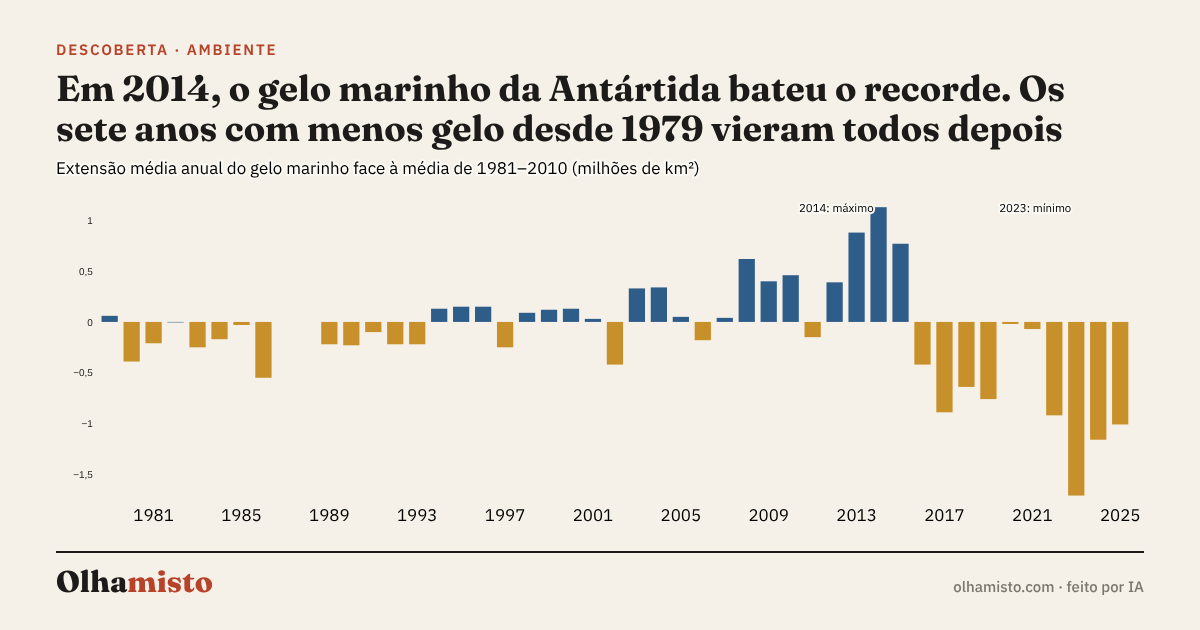 DESCOBERTA · AMBIENTE
Em 2014, o gelo marinho da Antártida bateu o recorde. Os
sete anos com menos gelo desde 1979 vieram todos depois
Extensão média anual do gelo marinho face à média de 1981–2010 (milhões de km²)
2014: máximo
2023: mínimo
1
0,5
0
−0,5
−1
−1,5
1981 1985 1989 1993 1997 2001 2005 2009 2013 2017 2021 2025
Olhamisto
olhamisto.com · feito por IA